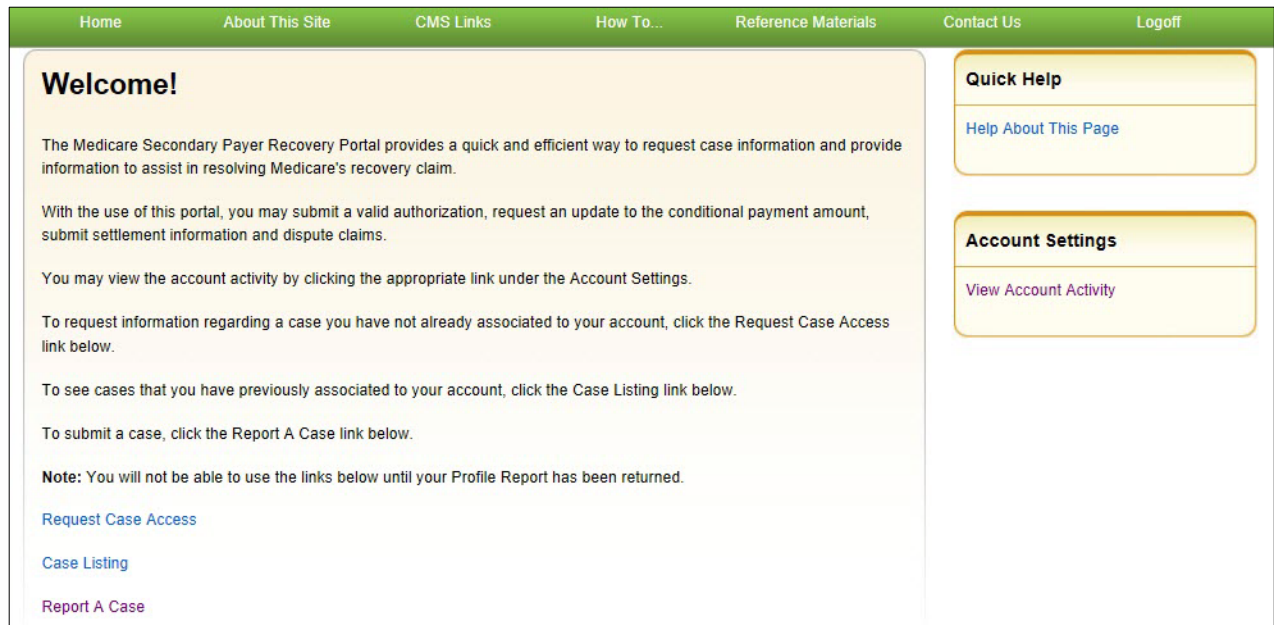 Home About This Site CMS Links How To... Reference Materials Contact Us Logoff
Welcome!
The Medicare Secondary Payer Recovery Portal provides a quick and efficient way to request case information and provide
information to assist in resolving Medicare's recovery claim.
With the use of this portal, you may submit a valid authorization, request an update to the conditional payment amount,
submit settlement information and dispute claims.
You may view the account activity by clicking the appropriate link under the Account Settings.
To request information regarding a case you have not already associated to your account, click the Request Case Access
link below.
To see cases that you have previously associated to your account, click the Case Listing link below.
To submit a case, click the Report A Case link below.
Note: You will not be able to use the links below until your Profile Report has been returned.
Request Case Access
Case Listing
Report A Case
Quick Help
Help About This Page
Account Settings
View Account Activity